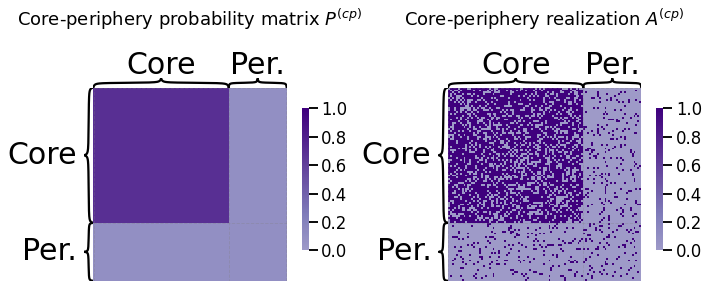 Core-periphery probability matrix P^(cp)
Core Per.
Core
Per.
1.0
0.8
0.6
0.4
0.2
0.0
Core-periphery realization A^(cp)
Core Per.
Core
Per.
1.0
0.8
0.6
0.4
0.2
0.0